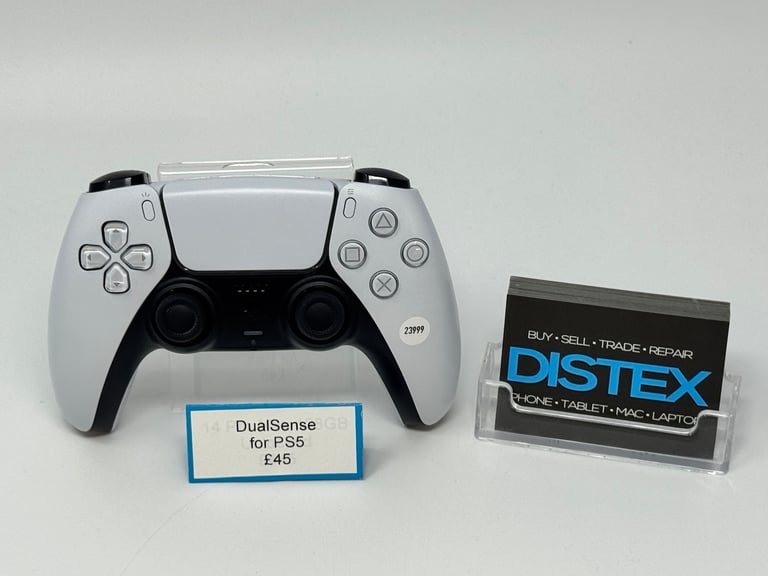 23999
DualSense
for PS5
£45
BUY • SELL • TRADE • REPAIR
DISTEX
PHONE • TABLET • MAC • LAPTOP